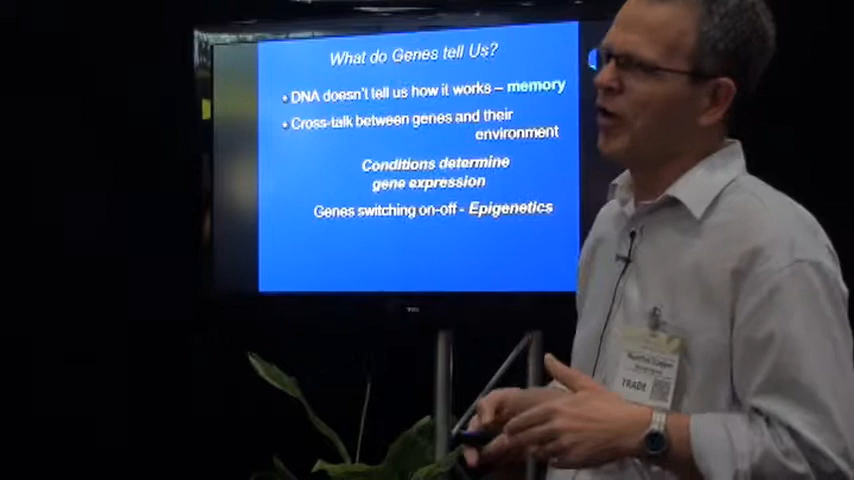 What do Genes tell Us?
• DNA doesn't tell us how it works – memory
• Cross-talk between genes and their
environment
Conditions determine
gene expression
Genes switching on-off - Epigenetics
TCL
TRADE